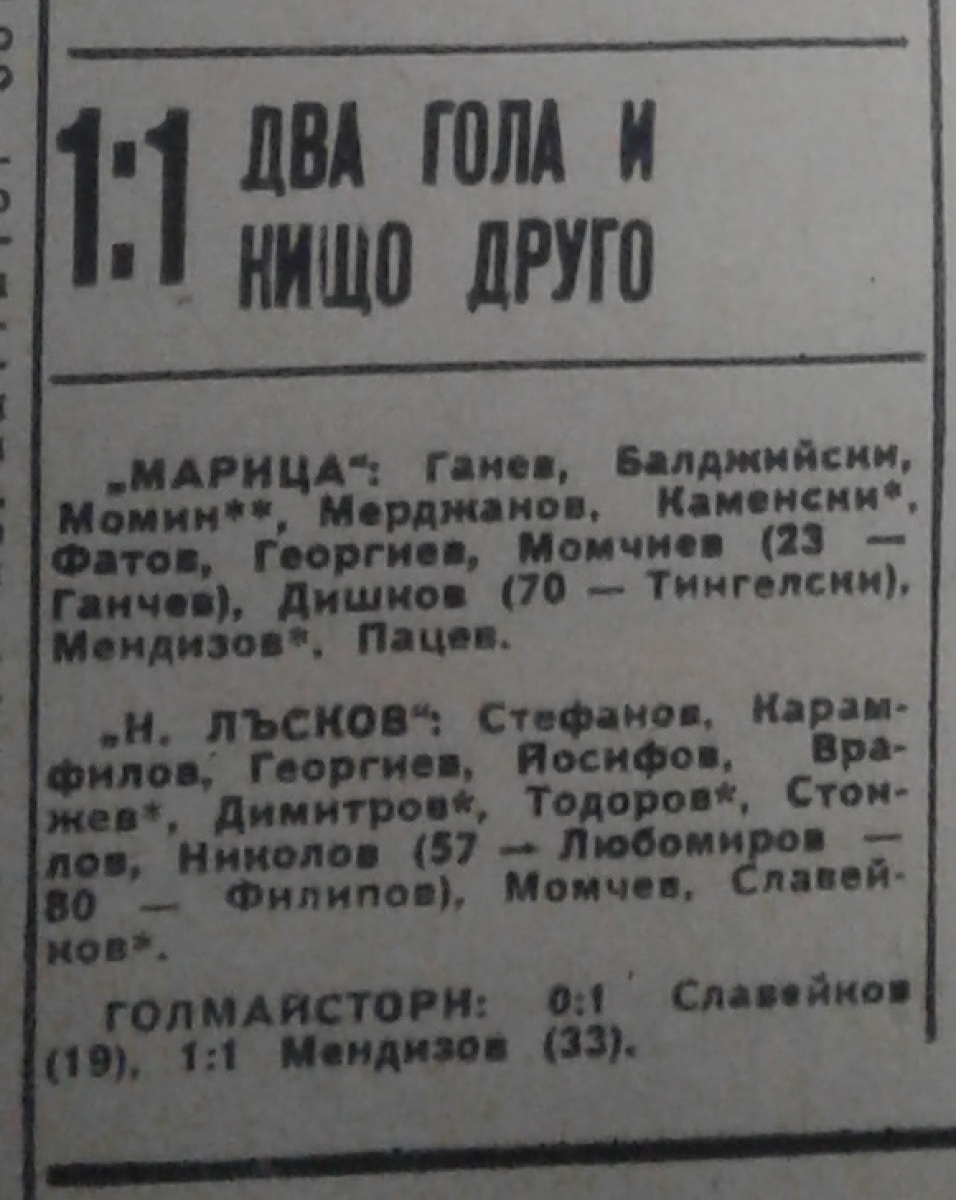 1:1 ДВА ГОЛА И
НИЩО ДРУГО
„МАРИЦА“: Ганев, Балджийски,
Момин**, Мерджанов, Каменски*,
Фатов, Георгиев, Момчиев (23 —
Ганчев), Дишков (70 — Тингелски),
Мендизов*, Пацев.
„Н. ЛЪСКОВ“: Стефанов, Карам-
филов, Георгиев, Йосифов, Вра-
жев*, Димитров*, Тодоров*, Стои-
лов, Николов (57 — Любомиров —
80 — Филипов), Момчев, Славей-
ков*.
ГОЛМАЙСТОРИ: 0:1 Славейков
(19), 1:1 Мендизов (33).